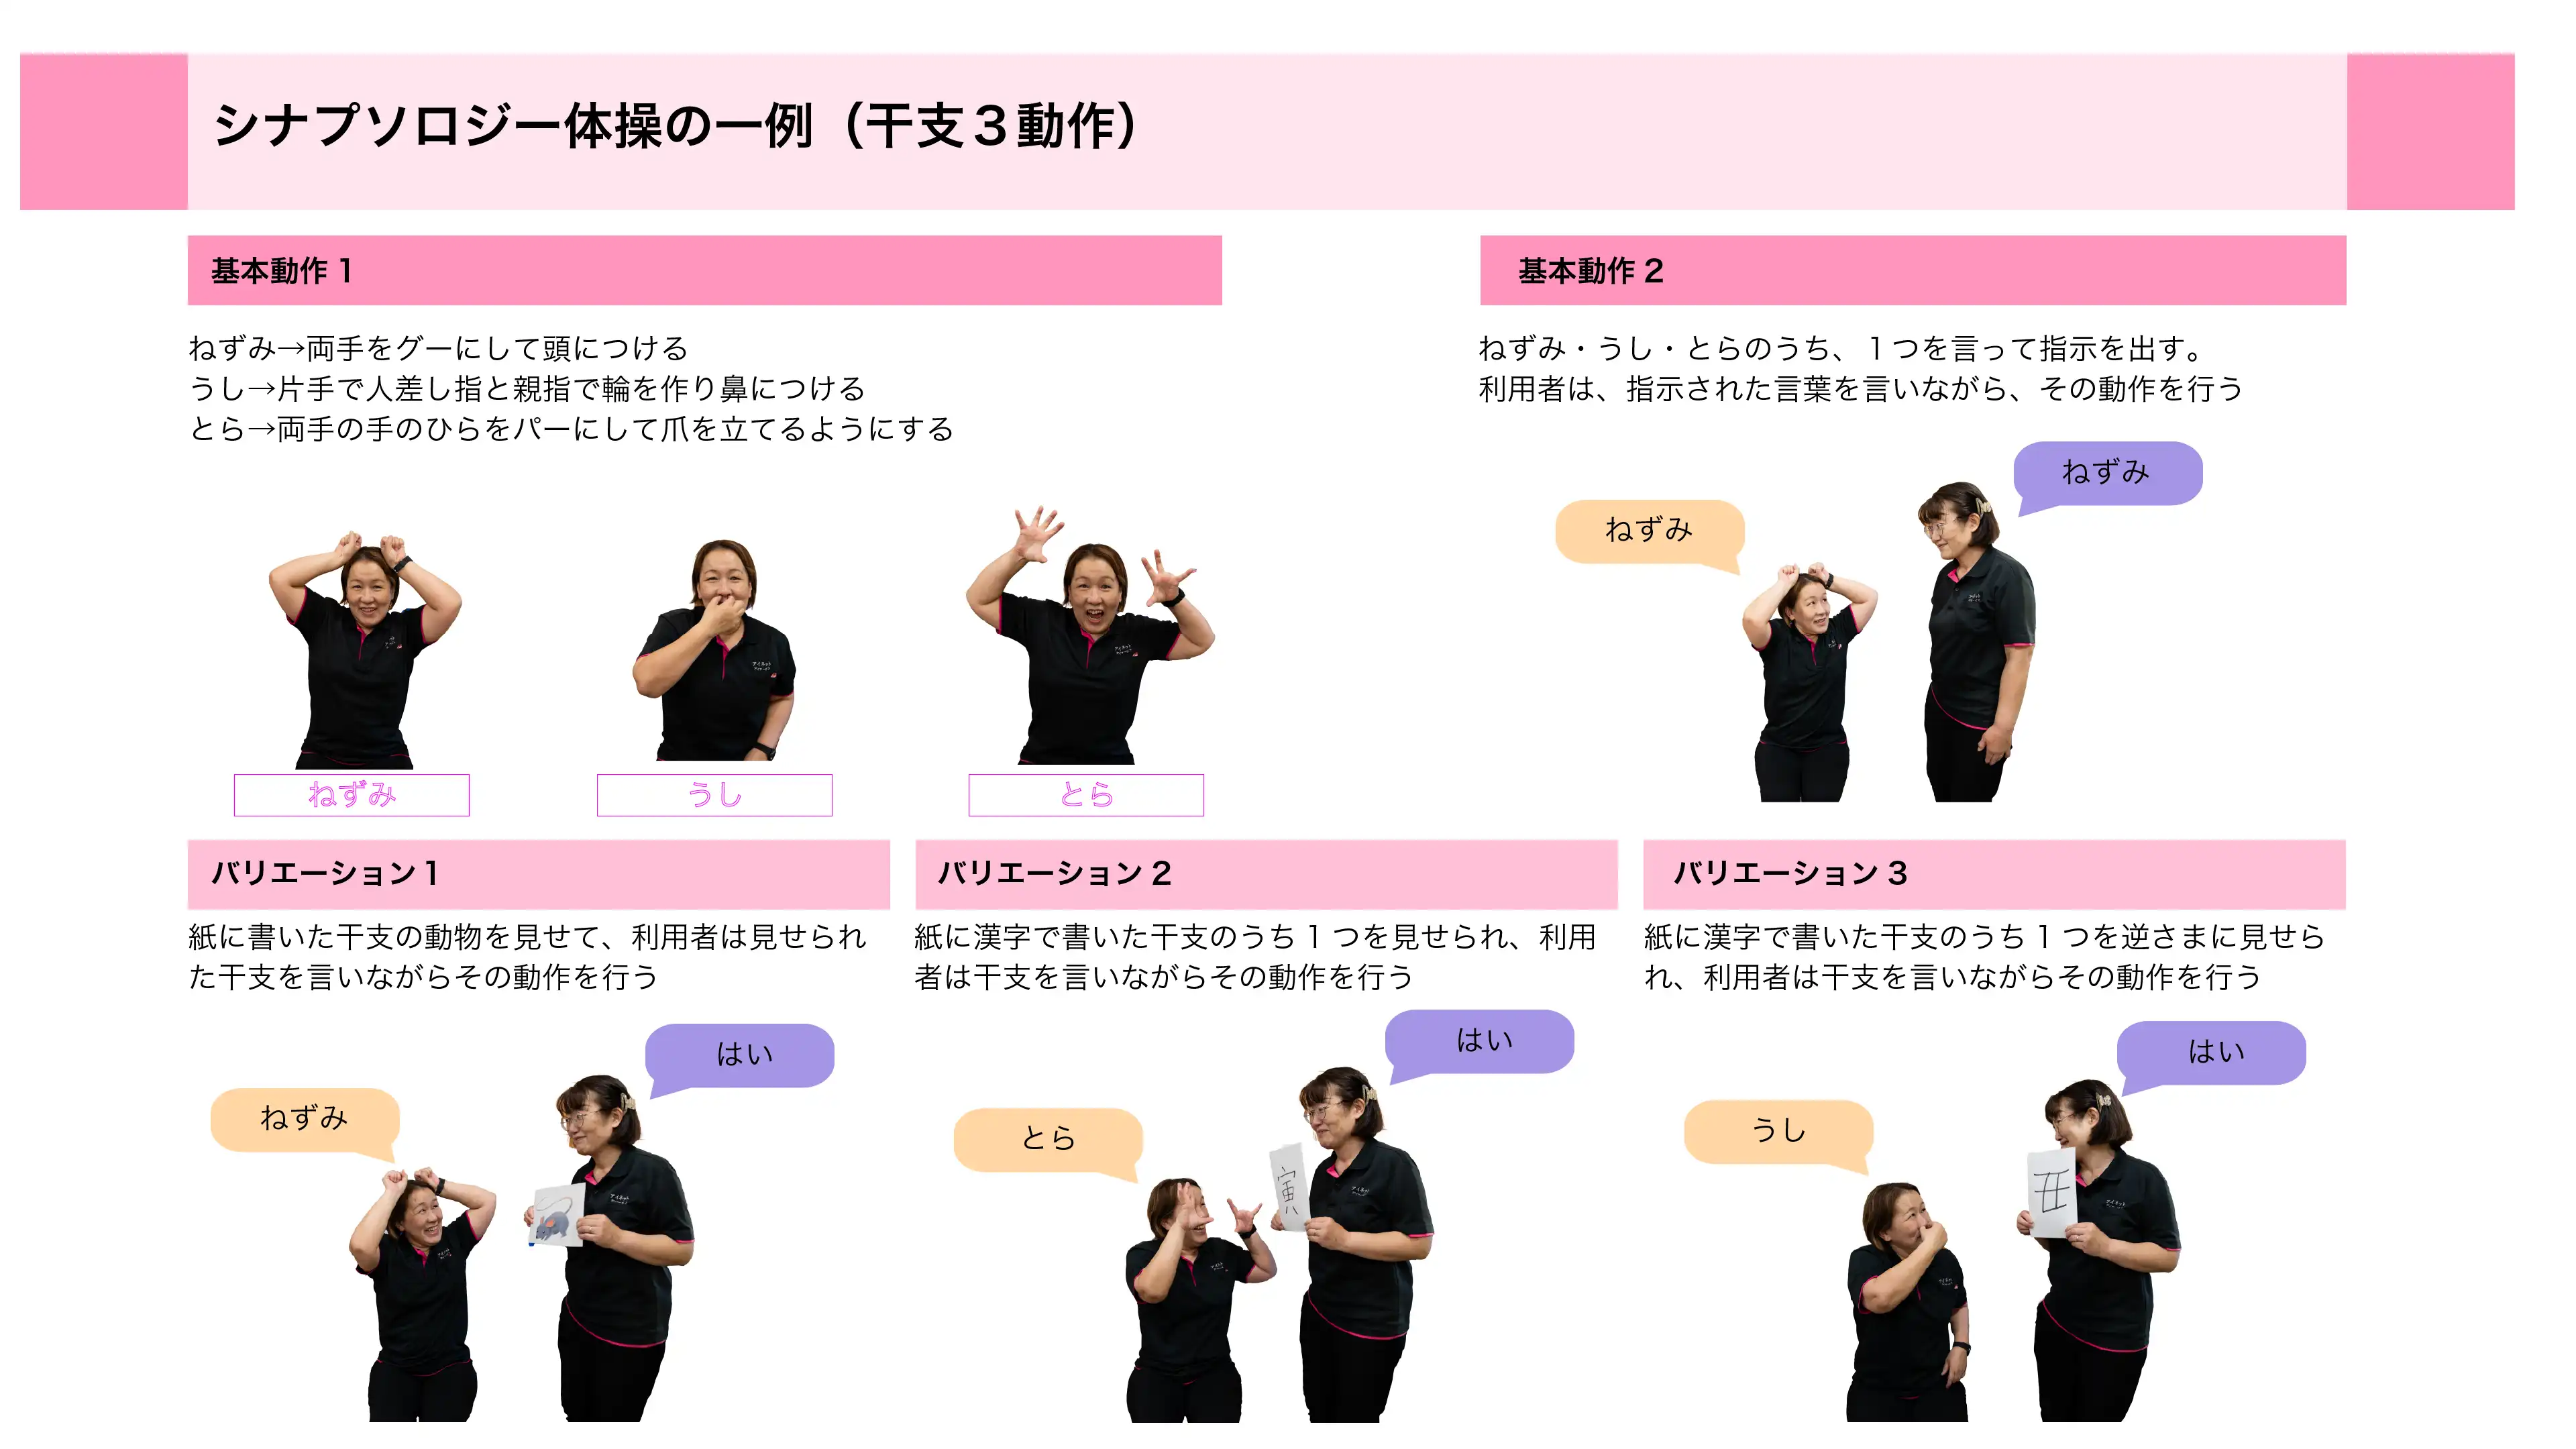 シナプソロジー体操の一例（干支３動作）
基本動作 1
ねずみ→両手をグーにして頭につける
うし→片手で人差し指と親指で輪を作り鼻につける
とら→両手の手のひらをパーにして爪を立てるようにする
ねずみ
うし
とら
基本動作 2
ねずみ・うし・とらのうち、１つを言って指示を出す。
利用者は、指示された言葉を言いながら、その動作を行う
ねずみ
ねずみ
バリエーション 1
紙に書いた干支の動物を見せて、利用者は見せられ
た干支を言いながらその動作を行う
ねずみ
はい
バリエーション 2
紙に漢字で書いた干支のうち 1 つを見せられ、利用
者は干支を言いながらその動作を行う
とら
はい
寅
バリエーション 3
紙に漢字で書いた干支のうち 1 つを逆さまに見せら
れ、利用者は干支を言いながらその動作を行う
うし
はい
丑